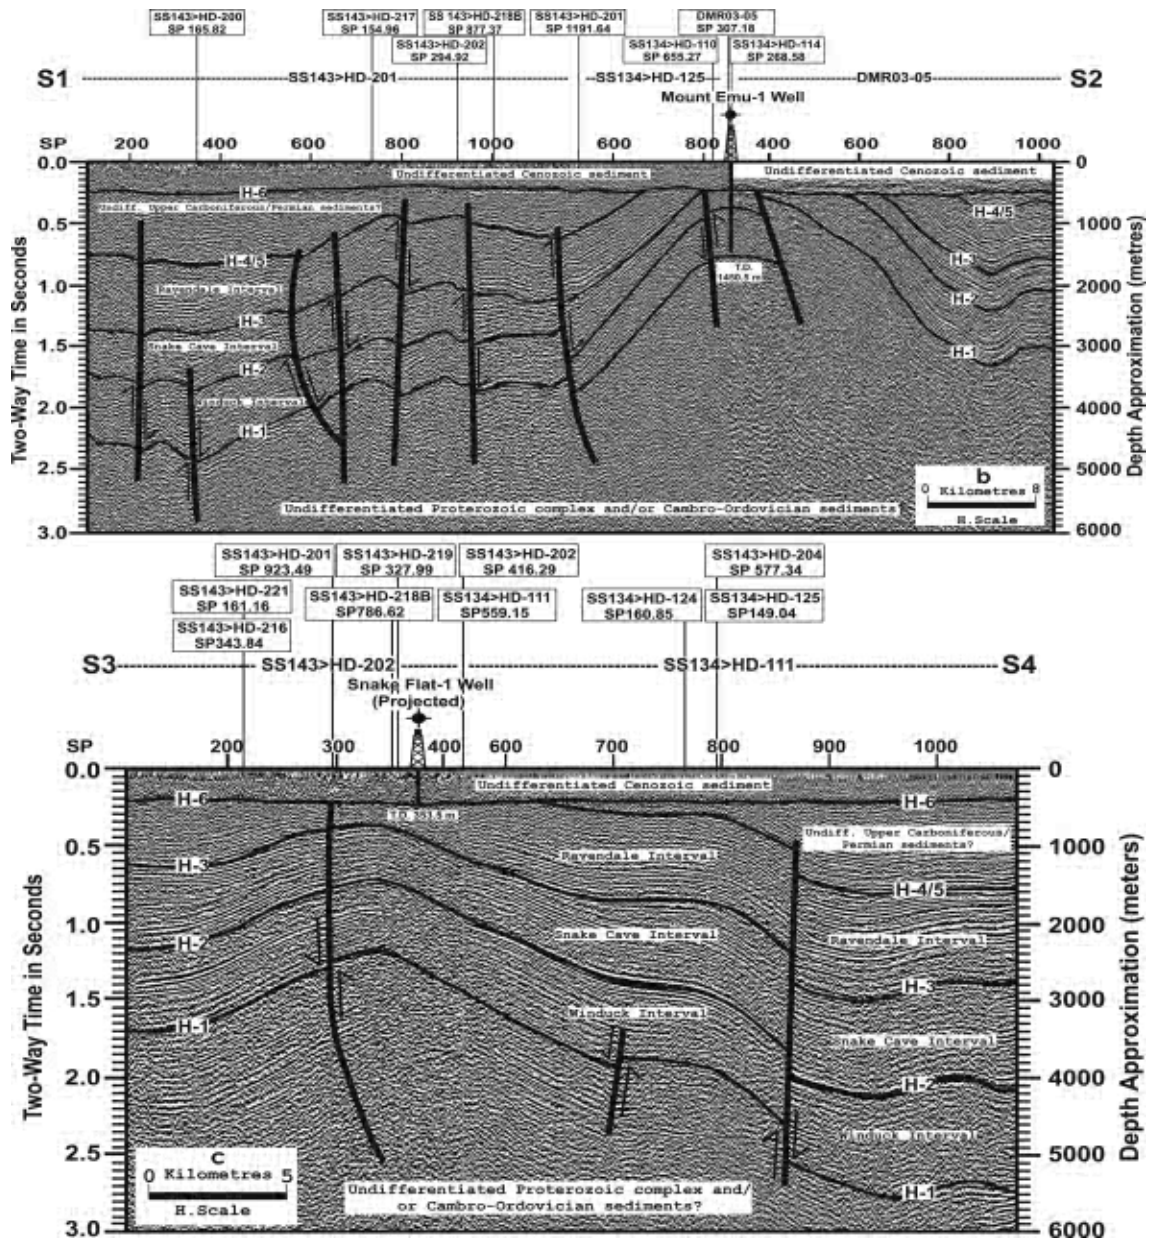 SS143>HD-200
SP 165.82
SS143>HD-217
SP 154.96
SS 143>HD-218B
SP 877.37
SS143>HD-201
SP 1191.64
DMR03-05
SP 307.18
SS143>HD-202
SP 294.92
SS134>HD-110
SP 655.27
SS134>HD-114
SP 268.58
S1 SS143>HD-201 SS134>HD-125 DMR03-05 S2
Mount Emu-1 Well
SP 200 600 800 1000 600 800 400 600 800 1000
0.0 0
Undifferentiated Cenozoic sediment
Undifferentiated Cenozoic sediment
H-6
Undiff. Upper Carboniferous/Permian sediments?
H-4/5
0.5 1000
H-4/5
H-3
T.D.
1460.5 m
Ravendale Interval
1.0 2000
H-2
H-3
Snake Cave Interval
1.5 3000
H-1
H-2
Winduck Interval
2.0 4000
H-1
2.5 5000
b
0 Kilometres 8
H.Scale
Undifferentiated Proterozoic complex and/or Cambro-Ordovician sediments
3.0 6000
Two-Way Time in Seconds
Depth Approximation (metres)
SS143>HD-201
SP 923.49
SS143>HD-219
SP 327.99
SS143>HD-202
SP 416.29
SS143>HD-204
SP 577.34
SS143>HD-221
SP 161.16
SS143>HD-218B
SP786.62
SS134>HD-111
SP559.15
SS134>HD-124
SP160.85
SS134>HD-125
SP149.04
SS143>HD-216
SP343.84
S3 SS143>HD-202 SS134>HD-111 S4
Snake Flat-1 Well
(Projected)
SP 200 300 400 600 700 800 900 1000
0.0 0
Undifferentiated Cenozoic sediment
H-6 H-6
Undiff. Upper Carboniferous/
Permian sediments?
0.5 1000
Ravendale Interval
H-3
H-4/5
1.0 2000
H-2
Snake Cave Interval
Ravendale Interval
H-3
1.5 3000
H-1
Winduck Interval
Snake Cave Interval
2.0 4000
H-2
Winduck Interval
2.5 5000
c
0 Kilometres 5
H.Scale
H-1
Undifferentiated Proterozoic complex and/
or Cambro-Ordovician sediments?
3.0 6000
Two-Way Time in Seconds
Depth Approximation (meters)